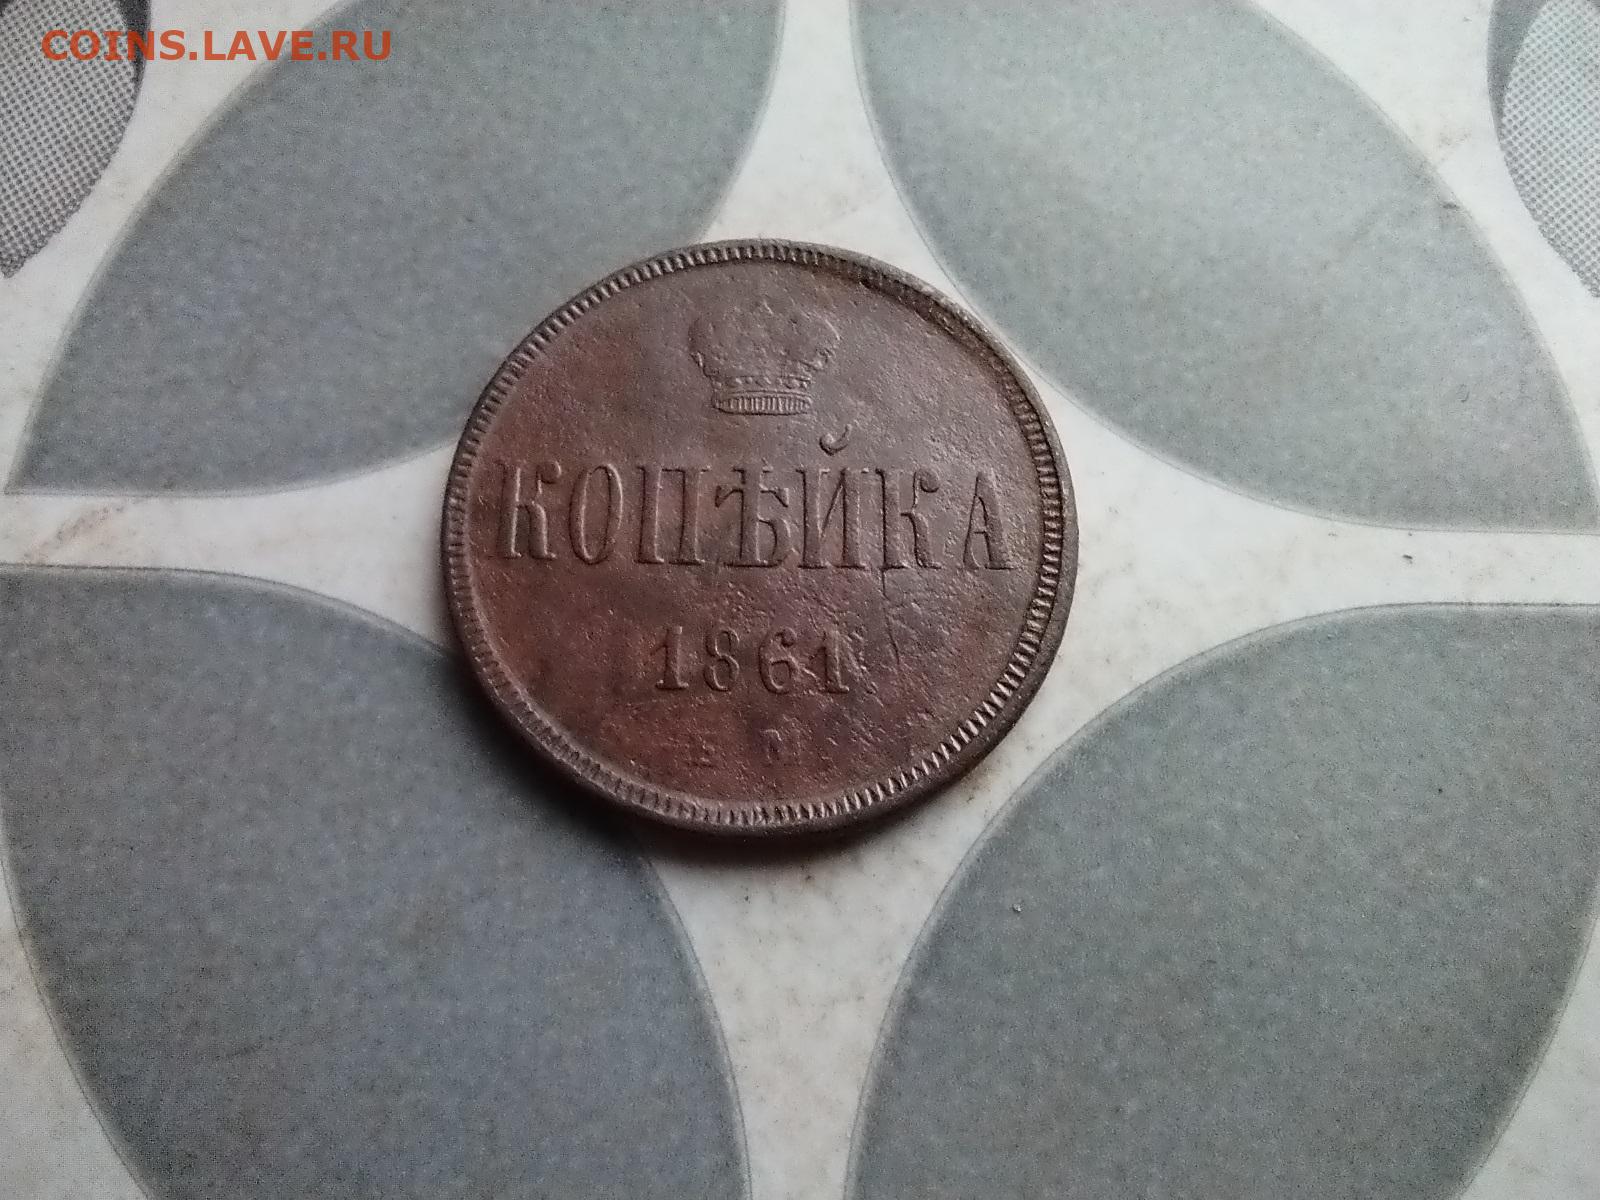 COINS.LAVE.RU
КОПѢЙКА
1861
Е М